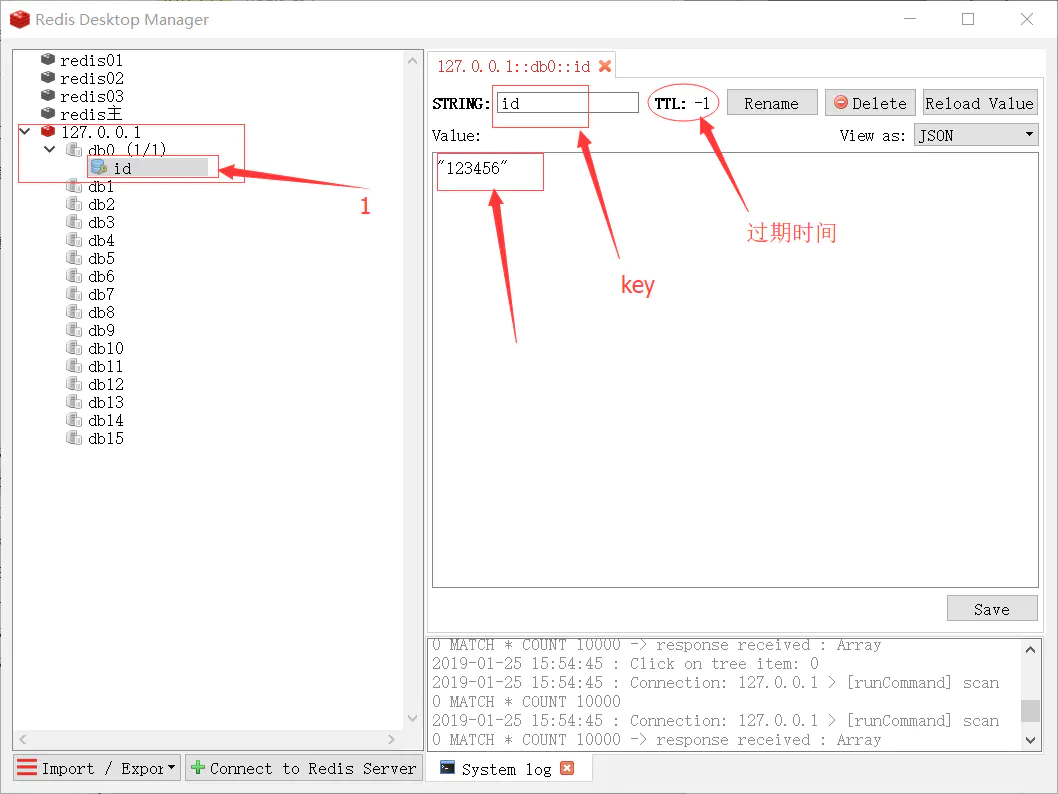 Redis Desktop Manager
redis01
redis02
redis03
redis主
127.0.0.1
db0 (1/1)
id
db1
db2
db3
db4
db5
db6
db7
db8
db9
db10
db11
db12
db13
db14
db15
1
Import / Expor
Connect to Redis Server
127.0.0.1::db0::id
STRING: id TTL: -1 Rename Delete Reload Value
Value: View as: JSON
"123456"
过期时间
key
Save
0 MATCH * COUNT 10000 -> response received : Array
2019-01-25 15:54:45 : Click on tree item: 0
2019-01-25 15:54:45 : Connection: 127.0.0.1 > [runCommand] scan
0 MATCH * COUNT 10000
2019-01-25 15:54:45 : Connection: 127.0.0.1 > [runCommand] scan
0 MATCH * COUNT 10000 -> response received : Array
System log